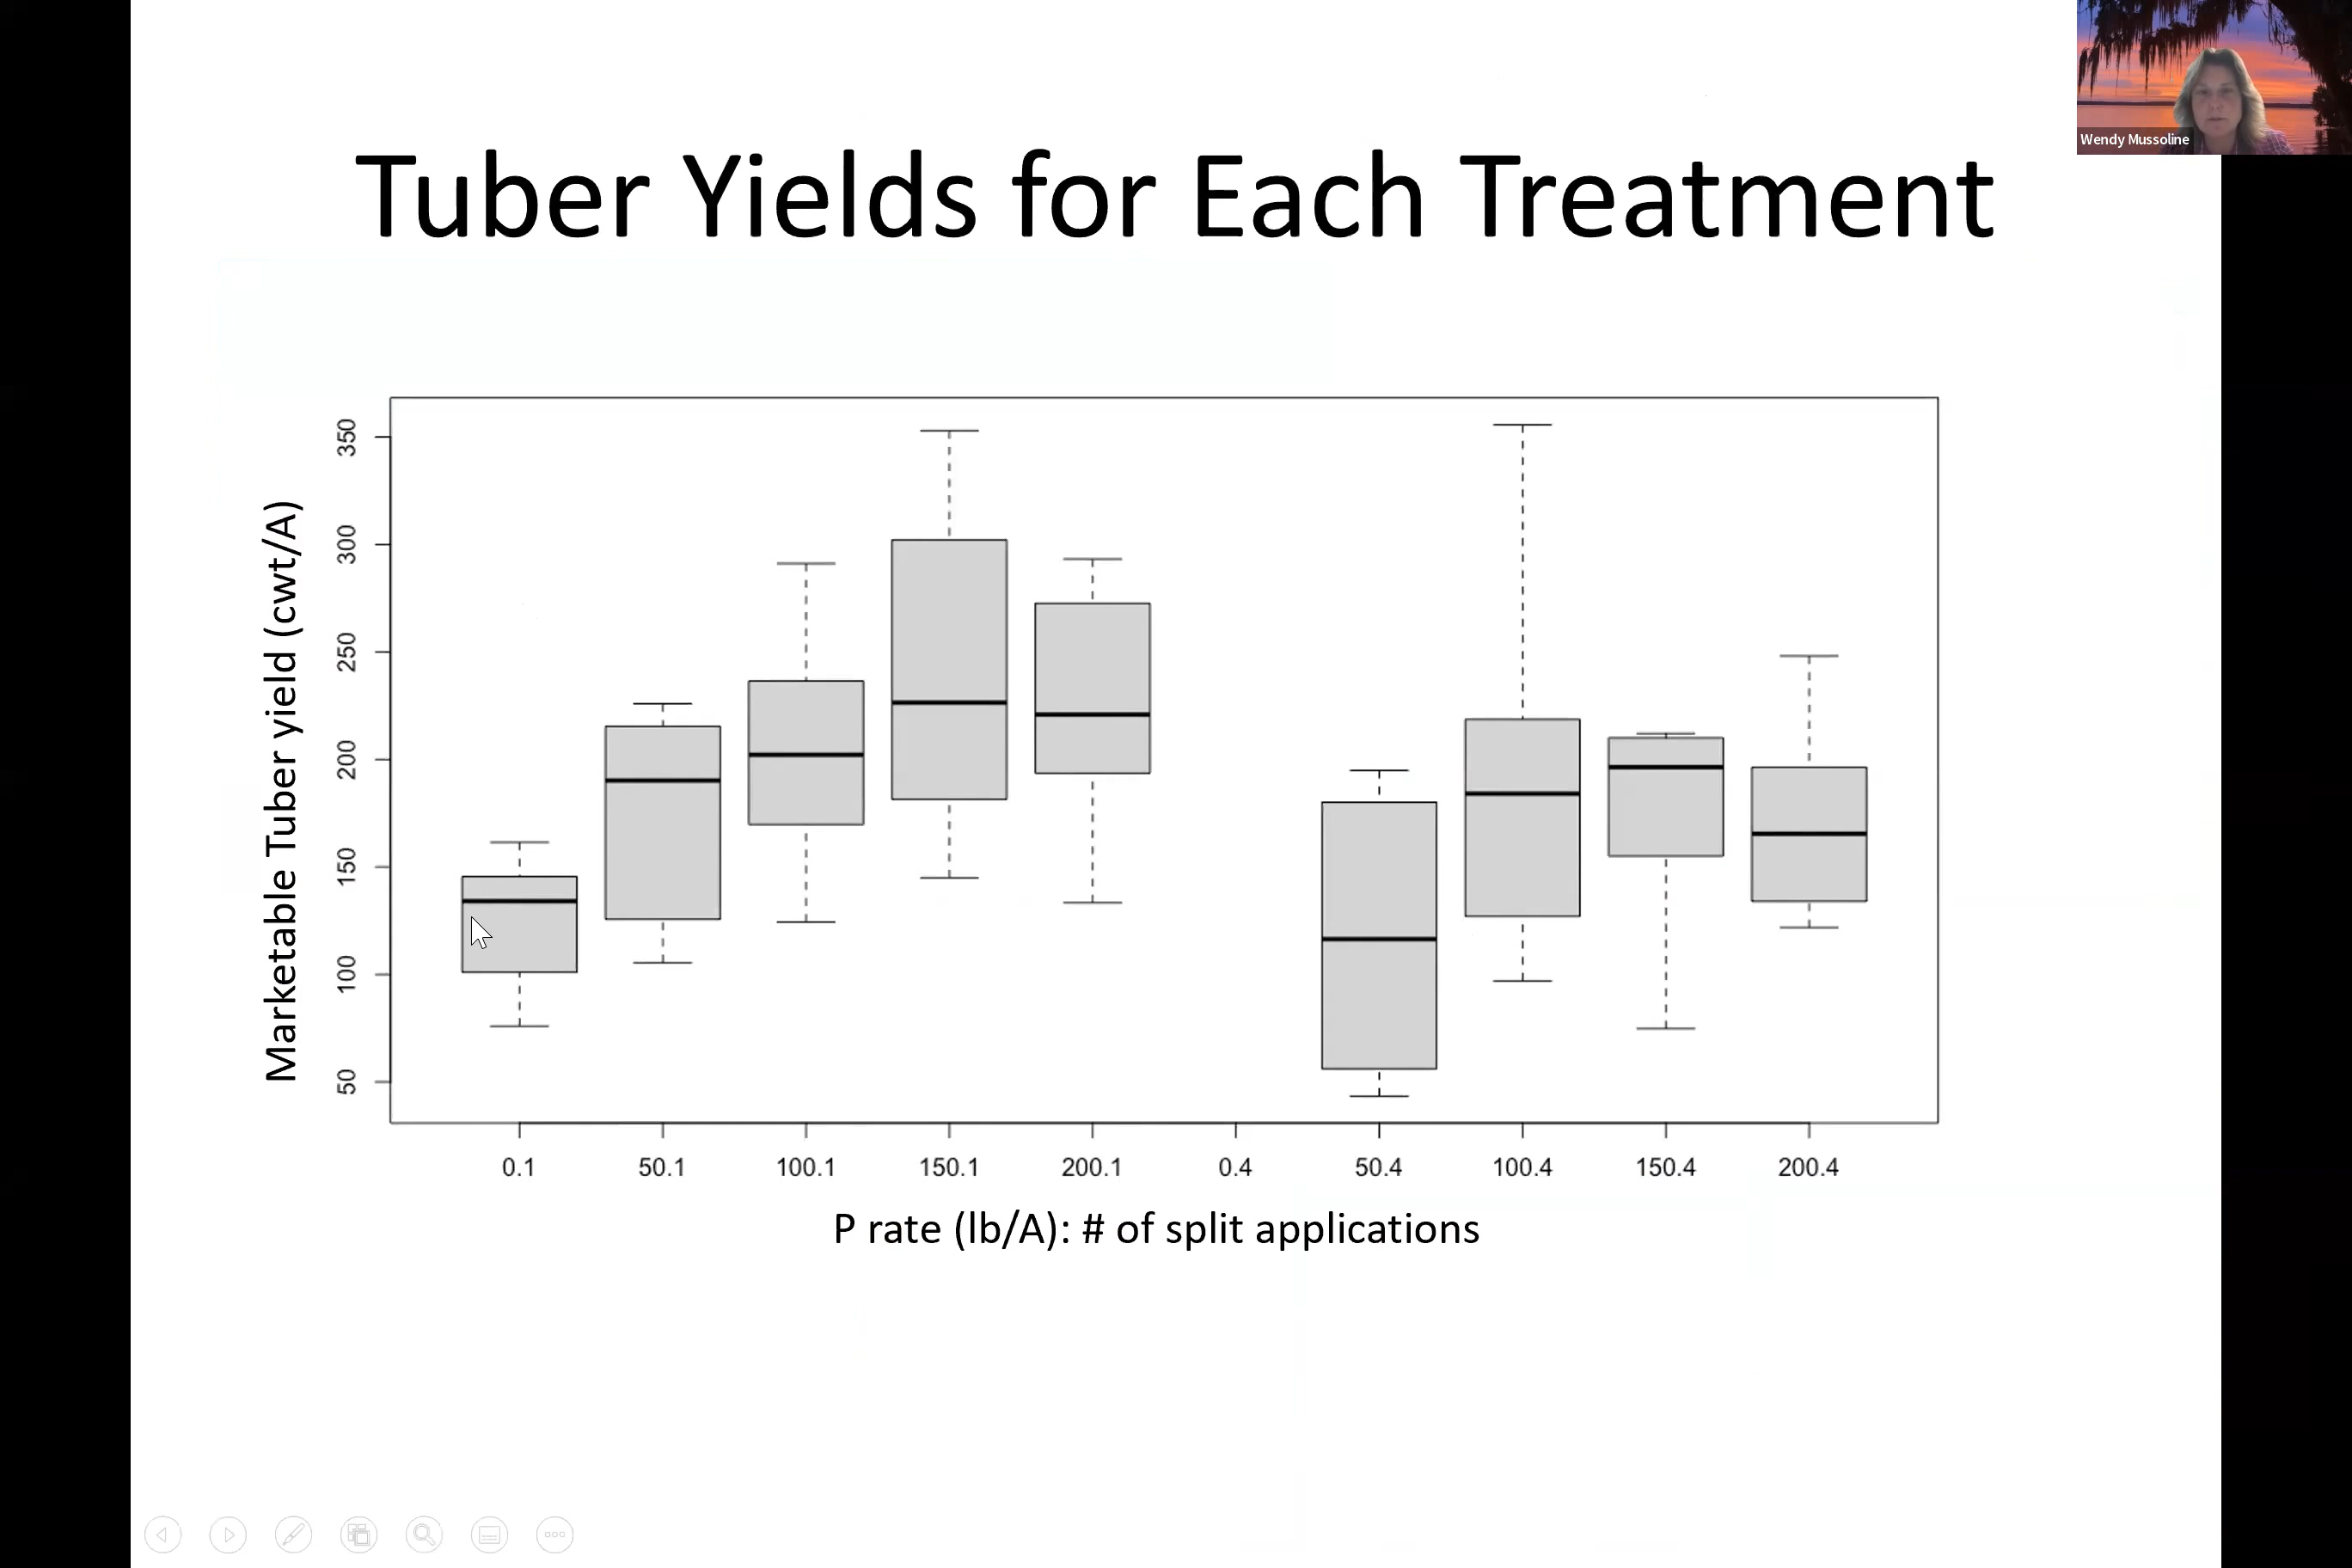 Wendy Mussoline
Tuber Yields for Each Treatment
Marketable Tuber yield (cwt/A)
350
300
250
200
150
100
50
0.1 50.1 100.1 150.1 200.1 0.4 50.4 100.4 150.4 200.4
P rate (lb/A): # of split applications